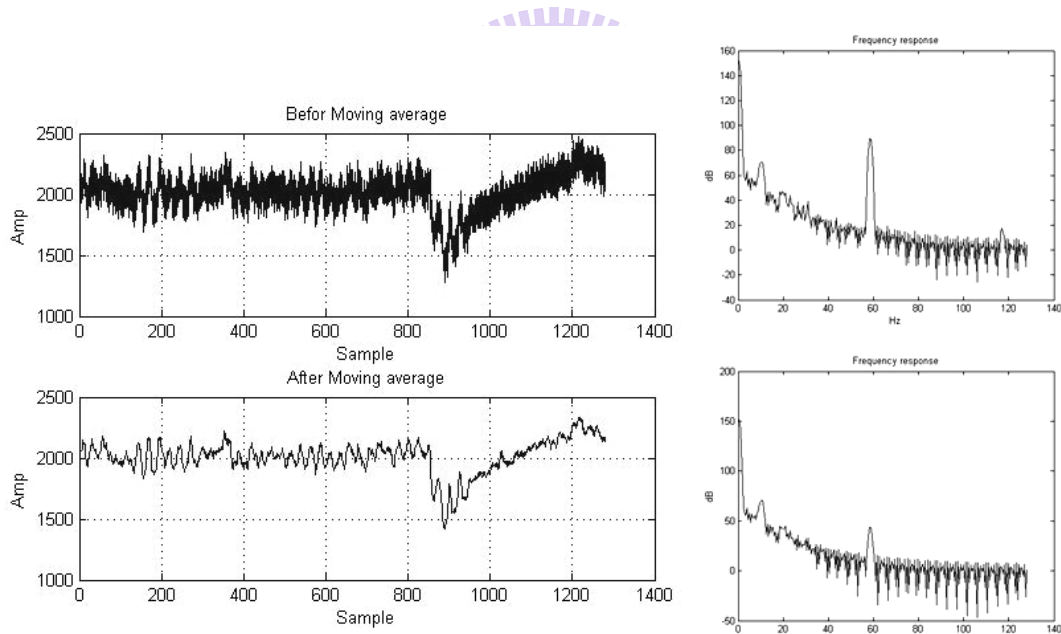 Befor Moving average
2500
2000
1500
1000
Amp
0 200 400 600 800 1000 1200 1400
Sample
After Moving average
2500
2000
1500
1000
Amp
0 200 400 600 800 1000 1200 1400
Sample
Frequency response
160
140
120
100
80
60
40
20
0
-20
-40
dB
0 20 40 60 80 100 120 140
Hz
Frequency response
200
150
100
50
0
-50
dB
0 20 40 60 80 100 120 140